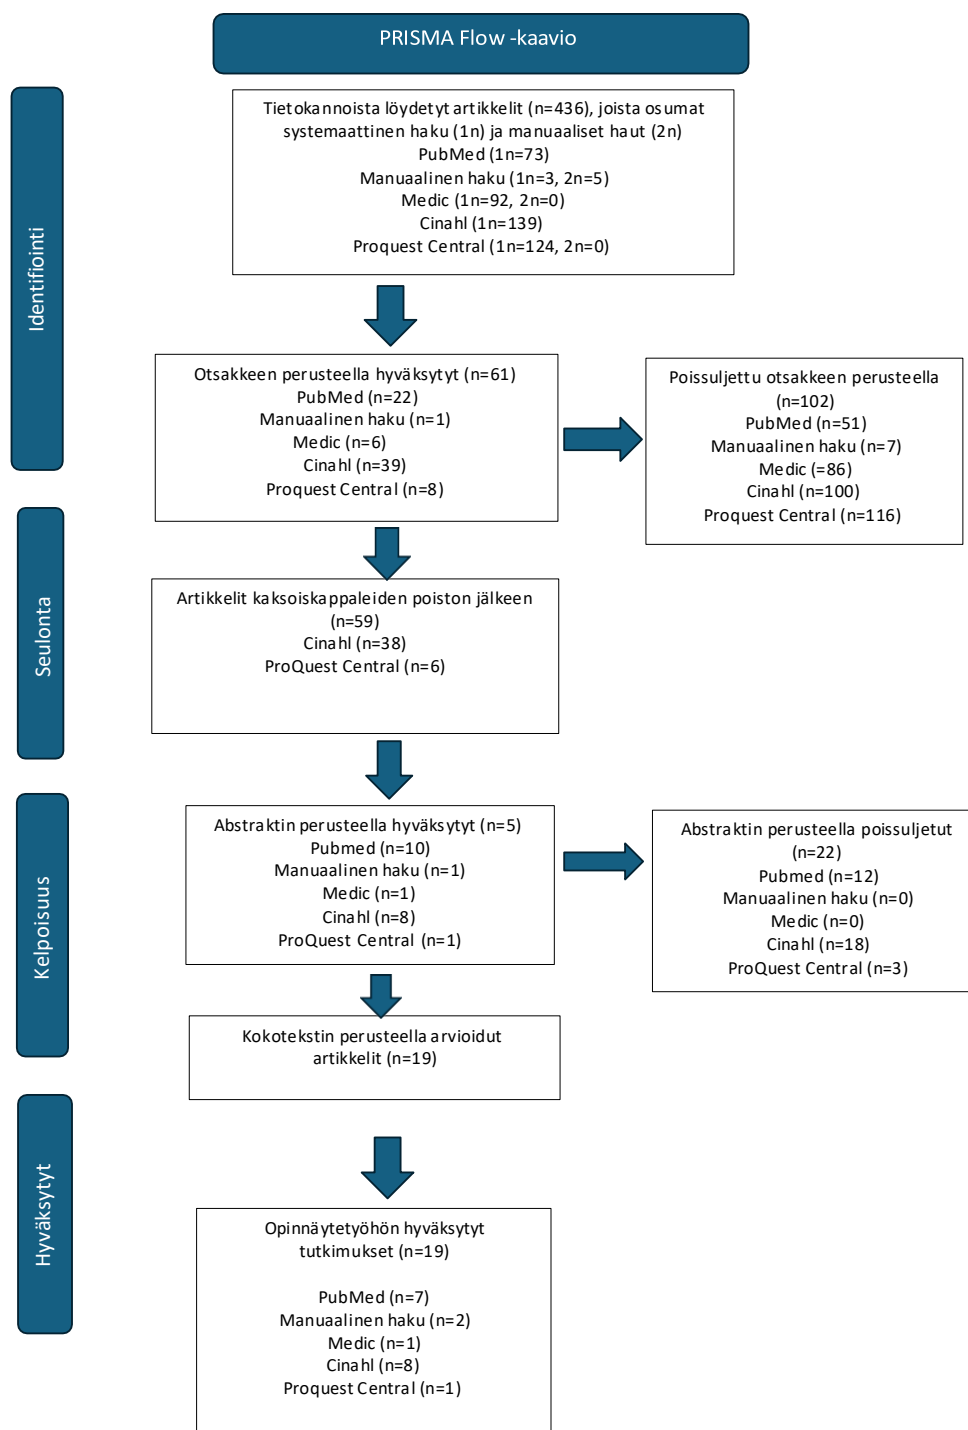 PRISMA Flow -kaavio
Identifiointi
Tietokannoista löydetyt artikkelit (n=436), joista osumat
systemaattinen haku (1n) ja manuaaliset haut (2n)
PubMed (1n=73)
Manuaalinen haku (1n=3, 2n=5)
Medic (1n=92, 2n=0)
Cinahl (1n=139)
Proquest Central (1n=124, 2n=0)
Otsakkeen perusteella hyväksytyt (n=61)
PubMed (n=22)
Manuaalinen haku (n=1)
Medic (n=6)
Cinahl (n=39)
Proquest Central (n=8)
Poissuljettu otsakkeen perusteella
(n=102)
PubMed (n=51)
Manuaalinen haku (n=7)
Medic (=86)
Cinahl (n=100)
Proquest Central (n=116)
Seulonta
Artikkelit kaksoiskappaleiden poiston jälkeen
(n=59)
Cinahl (n=38)
ProQuest Central (n=6)
Kelpoisuus
Abstraktin perusteella hyväksytyt (n=5)
Pubmed (n=10)
Manuaalinen haku (n=1)
Medic (n=1)
Cinahl (n=8)
ProQuest Central (n=1)
Abstraktin perusteella poissuljetut
(n=22)
Pubmed (n=12)
Manuaalinen haku (n=0)
Medic (n=0)
Cinahl (n=18)
ProQuest Central (n=3)
Kokotekstin perusteella arvioidut
artikkelit (n=19)
Hyväksytyt
Opinnäytetyöhön hyväksytyt
tutkimukset (n=19)
PubMed (n=7)
Manuaalinen haku (n=2)
Medic (n=1)
Cinahl (n=8)
Proquest Central (n=1)